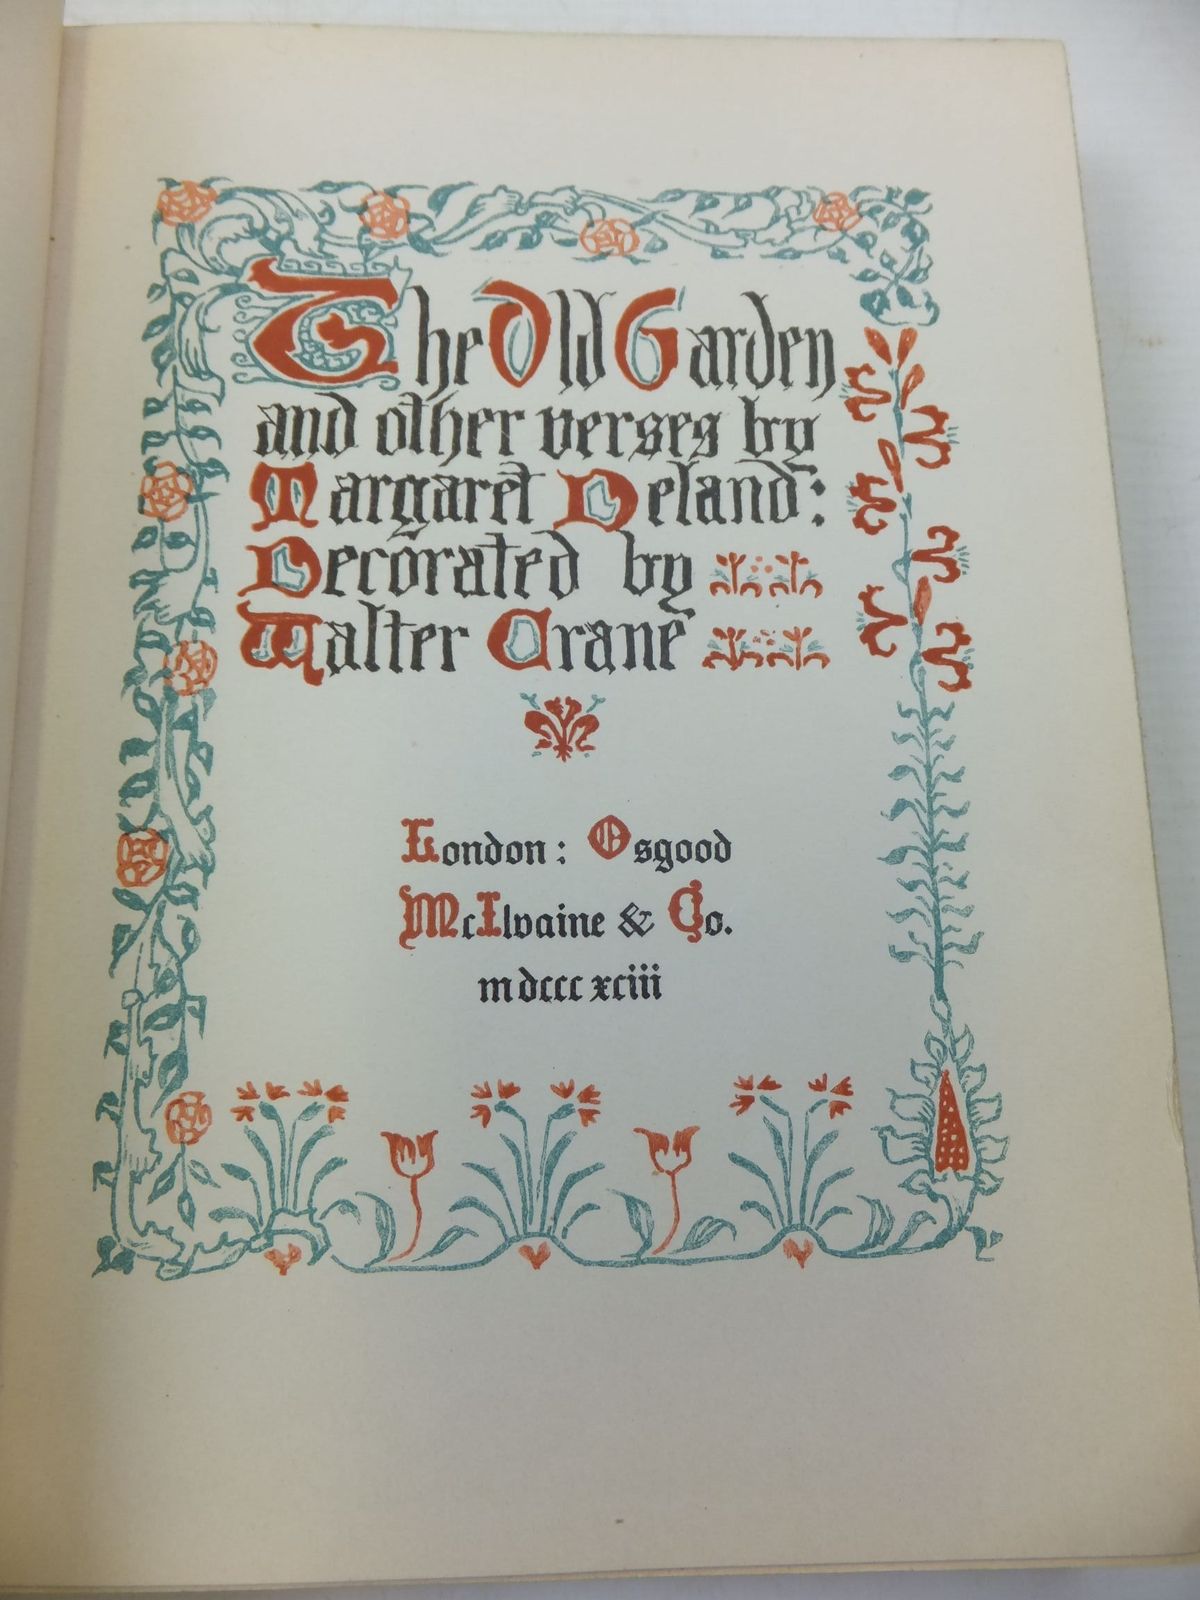 The Old Garden
and other verses by
Margaret Deland:
Decorated by
Walter Crane
London: Osgood
McIlvaine & Co.
mdccc xciii